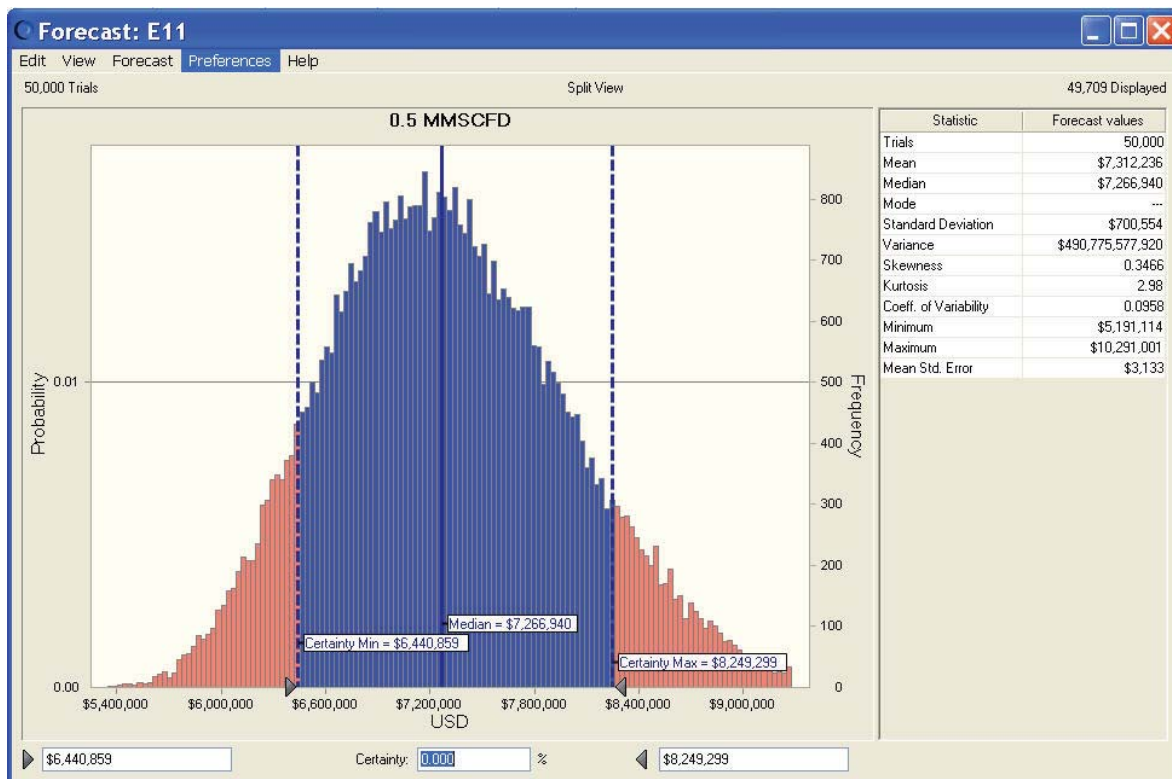 Forecast: E11
Edit View Forecast Preferences Help
50,000 Trials Split View 49,709 Displayed
0.5 MMSCFD
Probability
0.01
0.00
Frequency
800
700
600
500
400
300
200
100
0
Median = $7,266,940
Certainty Min = $6,440,859
Certainty Max = $8,249,299
$5,400,000 $6,000,000 $6,600,000 $7,200,000 $7,800,000 $8,400,000 $9,000,000
USD
Statistic Forecast values
Trials 50,000
Mean $7,312,236
Median $7,266,940
Mode ---
Standard Deviation $700,554
Variance $490,775,577,920
Skewness 0.3466
Kurtosis 2.98
Coeff. of Variability 0.0958
Minimum $5,191,114
Maximum $10,291,001
Mean Std. Error $3,133
$6,440,859 Certainty: 0.000 % $8,249,299